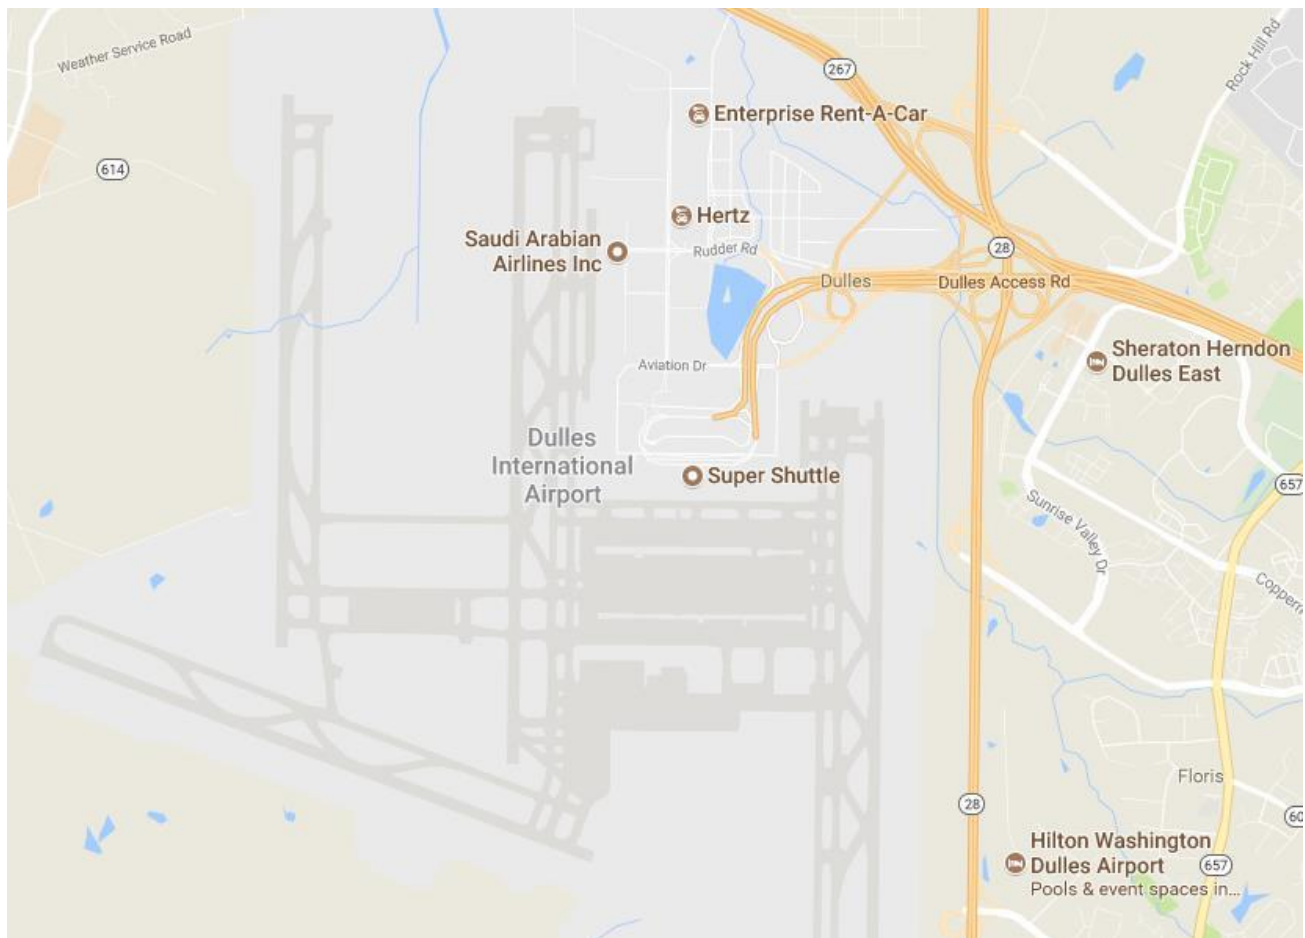 Weather Service Road
267
Rock Hill Rd
Enterprise Rent-A-Car
614
Hertz
Saudi Arabian
Airlines Inc
Rudder Rd
28
Dulles
Dulles Access Rd
Sheraton Herndon
Dulles East
Aviation Dr
Dulles
International
Airport
Super Shuttle
657
Sunrise Valley Dr
Copperm
Floris
28
60
Hilton Washington
Dulles Airport
657
Pools & event spaces in...